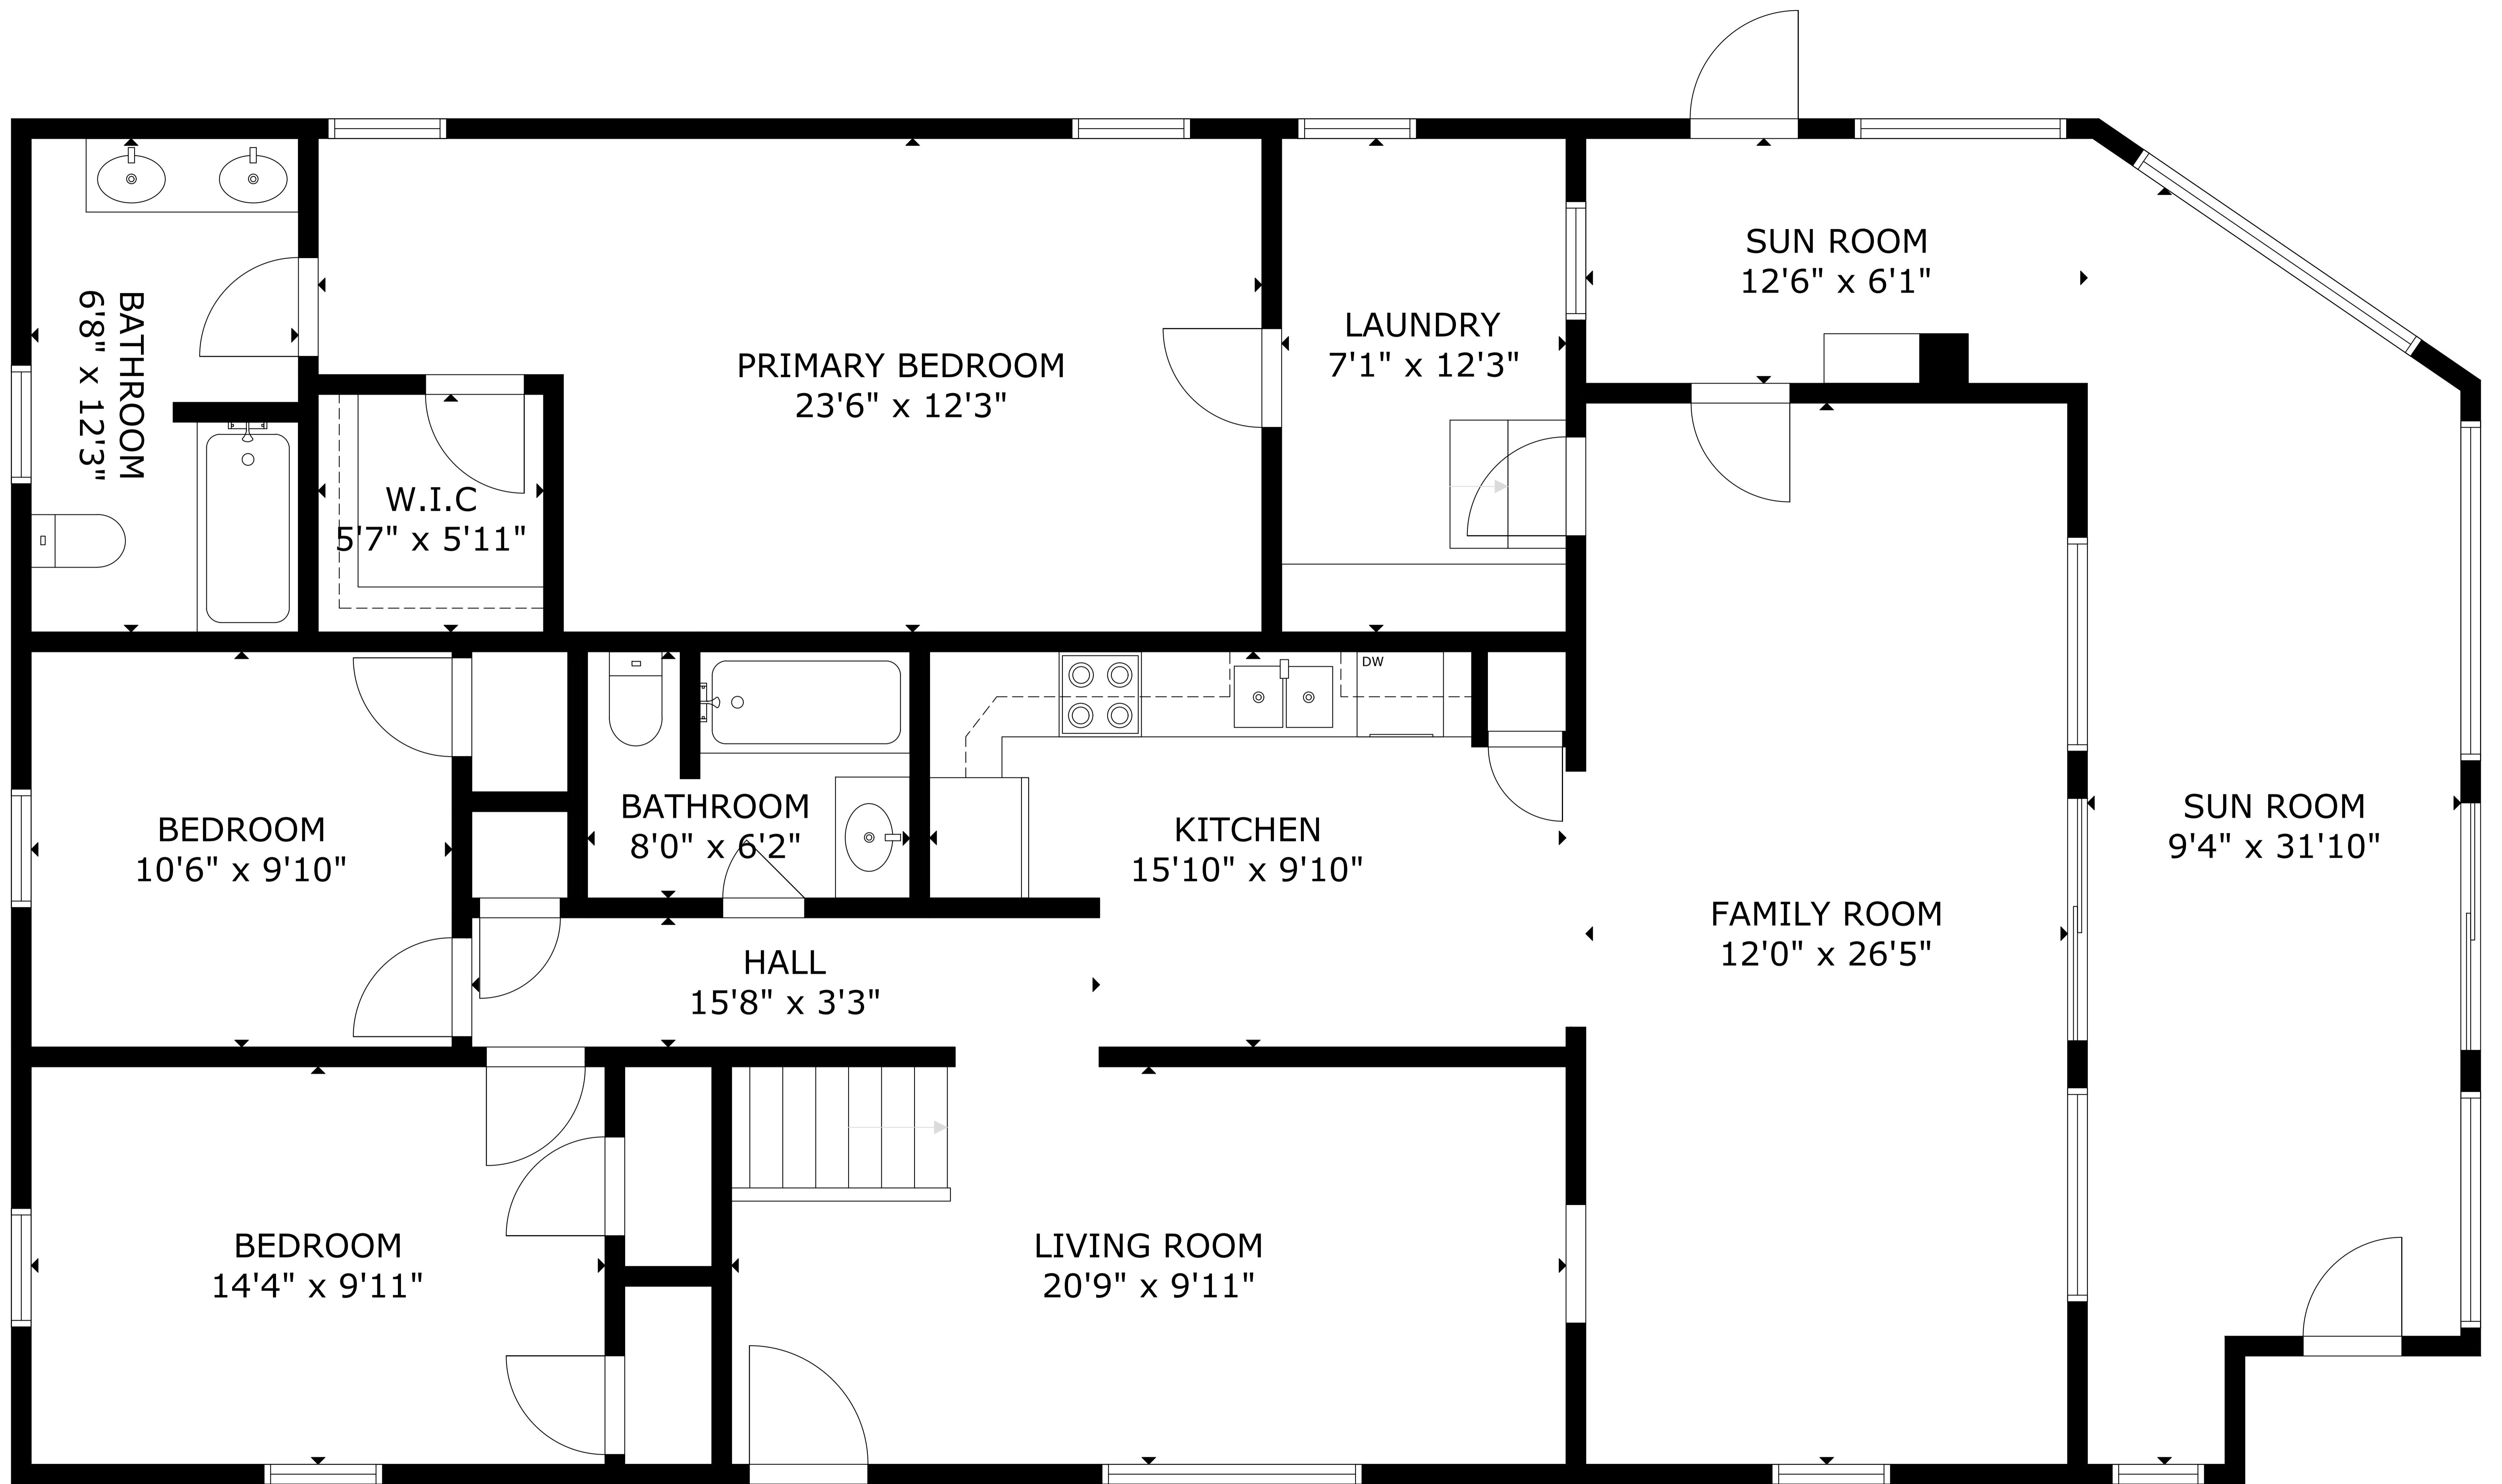 SUN ROOM
12'6" x 6'1"
BATHROOM
6'8" x 12'3"
PRIMARY BEDROOM
23'6" x 12'3"
LAUNDRY
7'1" x 12'3"
W.I.C
5'7" x 5'11"
DW
BEDROOM
10'6" x 9'10"
BATHROOM
8'0" x 6'2"
KITCHEN
15'10" x 9'10"
SUN ROOM
9'4" x 31'10"
FAMILY ROOM
12'0" x 26'5"
HALL
15'8" x 3'3"
BEDROOM
14'4" x 9'11"
LIVING ROOM
20'9" x 9'11"